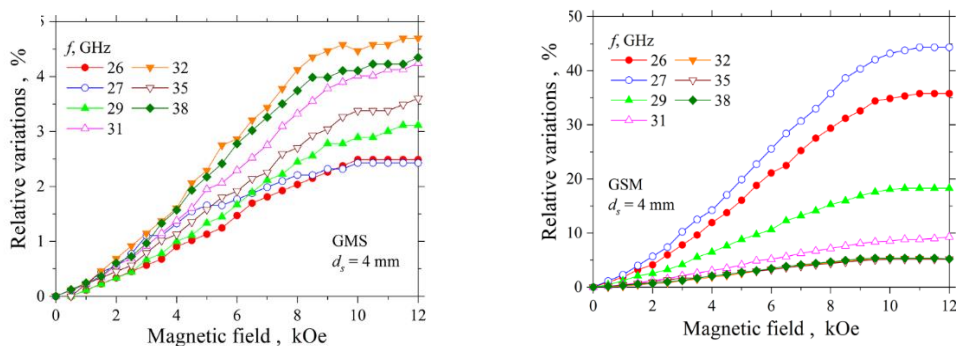 5
4
3
2
1
0
Relative variations , %
f, GHz
26 32
27 35
29 38
31
GMS
dₛ = 4 mm
0 2 4 6 8 10 12
Magnetic field , kOe
50
40
30
20
10
0
Relative variations , %
f, GHz
26 32
27 35
29 38
31
GSM
dₛ = 4 mm
0 2 4 6 8 10 12
Magnetic field , kOe